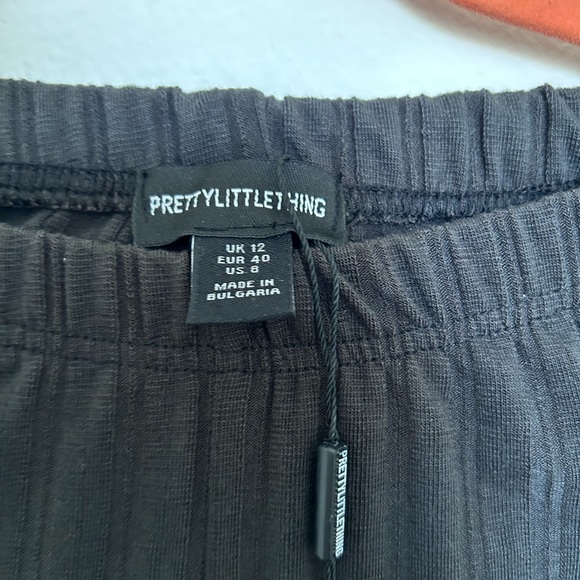 PRETTYLITTLETHING
UK 12
EUR 40
US 8
MADE IN
BULGARIA
PRETTYLITTLETHING